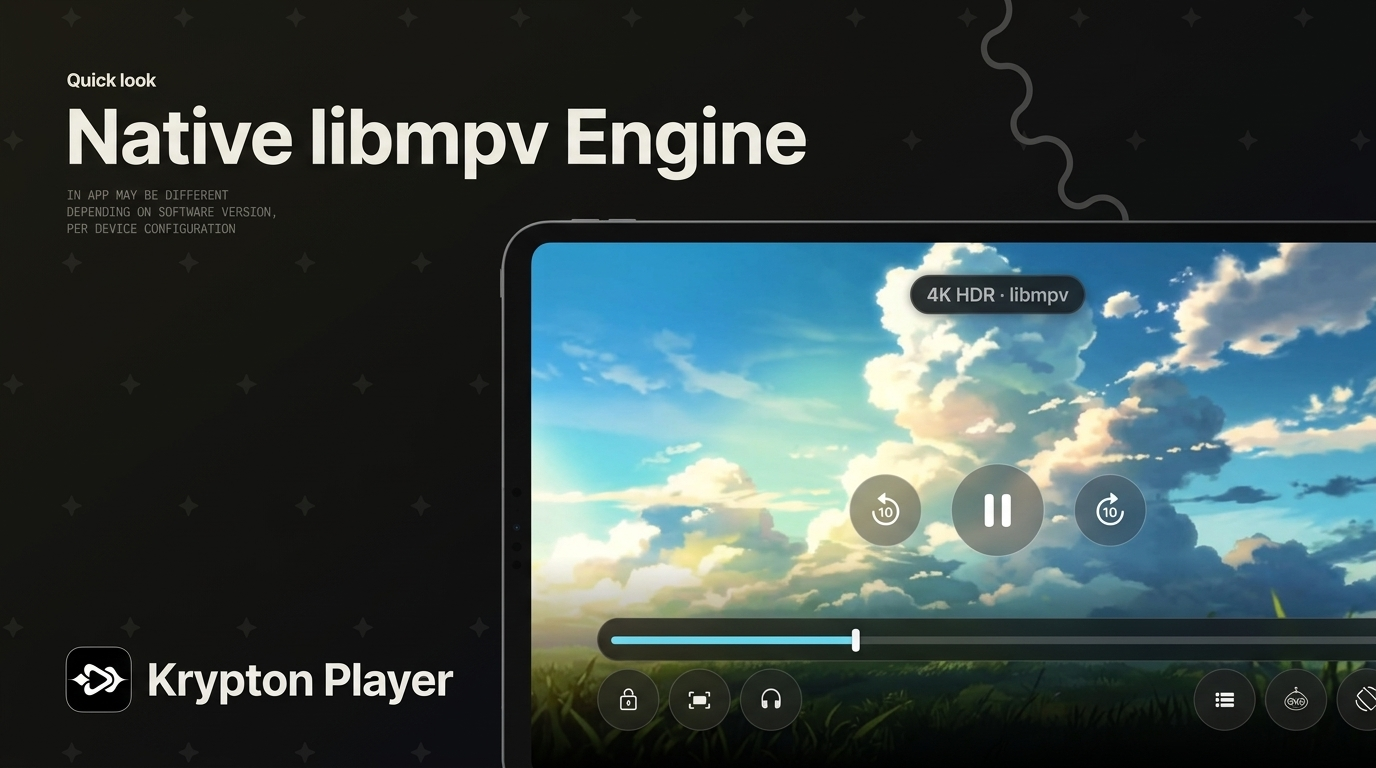 Quick look
Native libmpv Engine
IN APP MAY BE DIFFERENT
DEPENDING ON SOFTWARE VERSION,
PER DEVICE CONFIGURATION
4K HDR · libmpv
10
10
Krypton Player